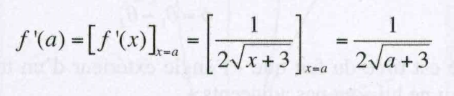 f '(a) = [f '(x)]ₓ₌ₐ = [1 / (2√(x+3))]ₓ₌ₐ = 1 / (2√(a+3))